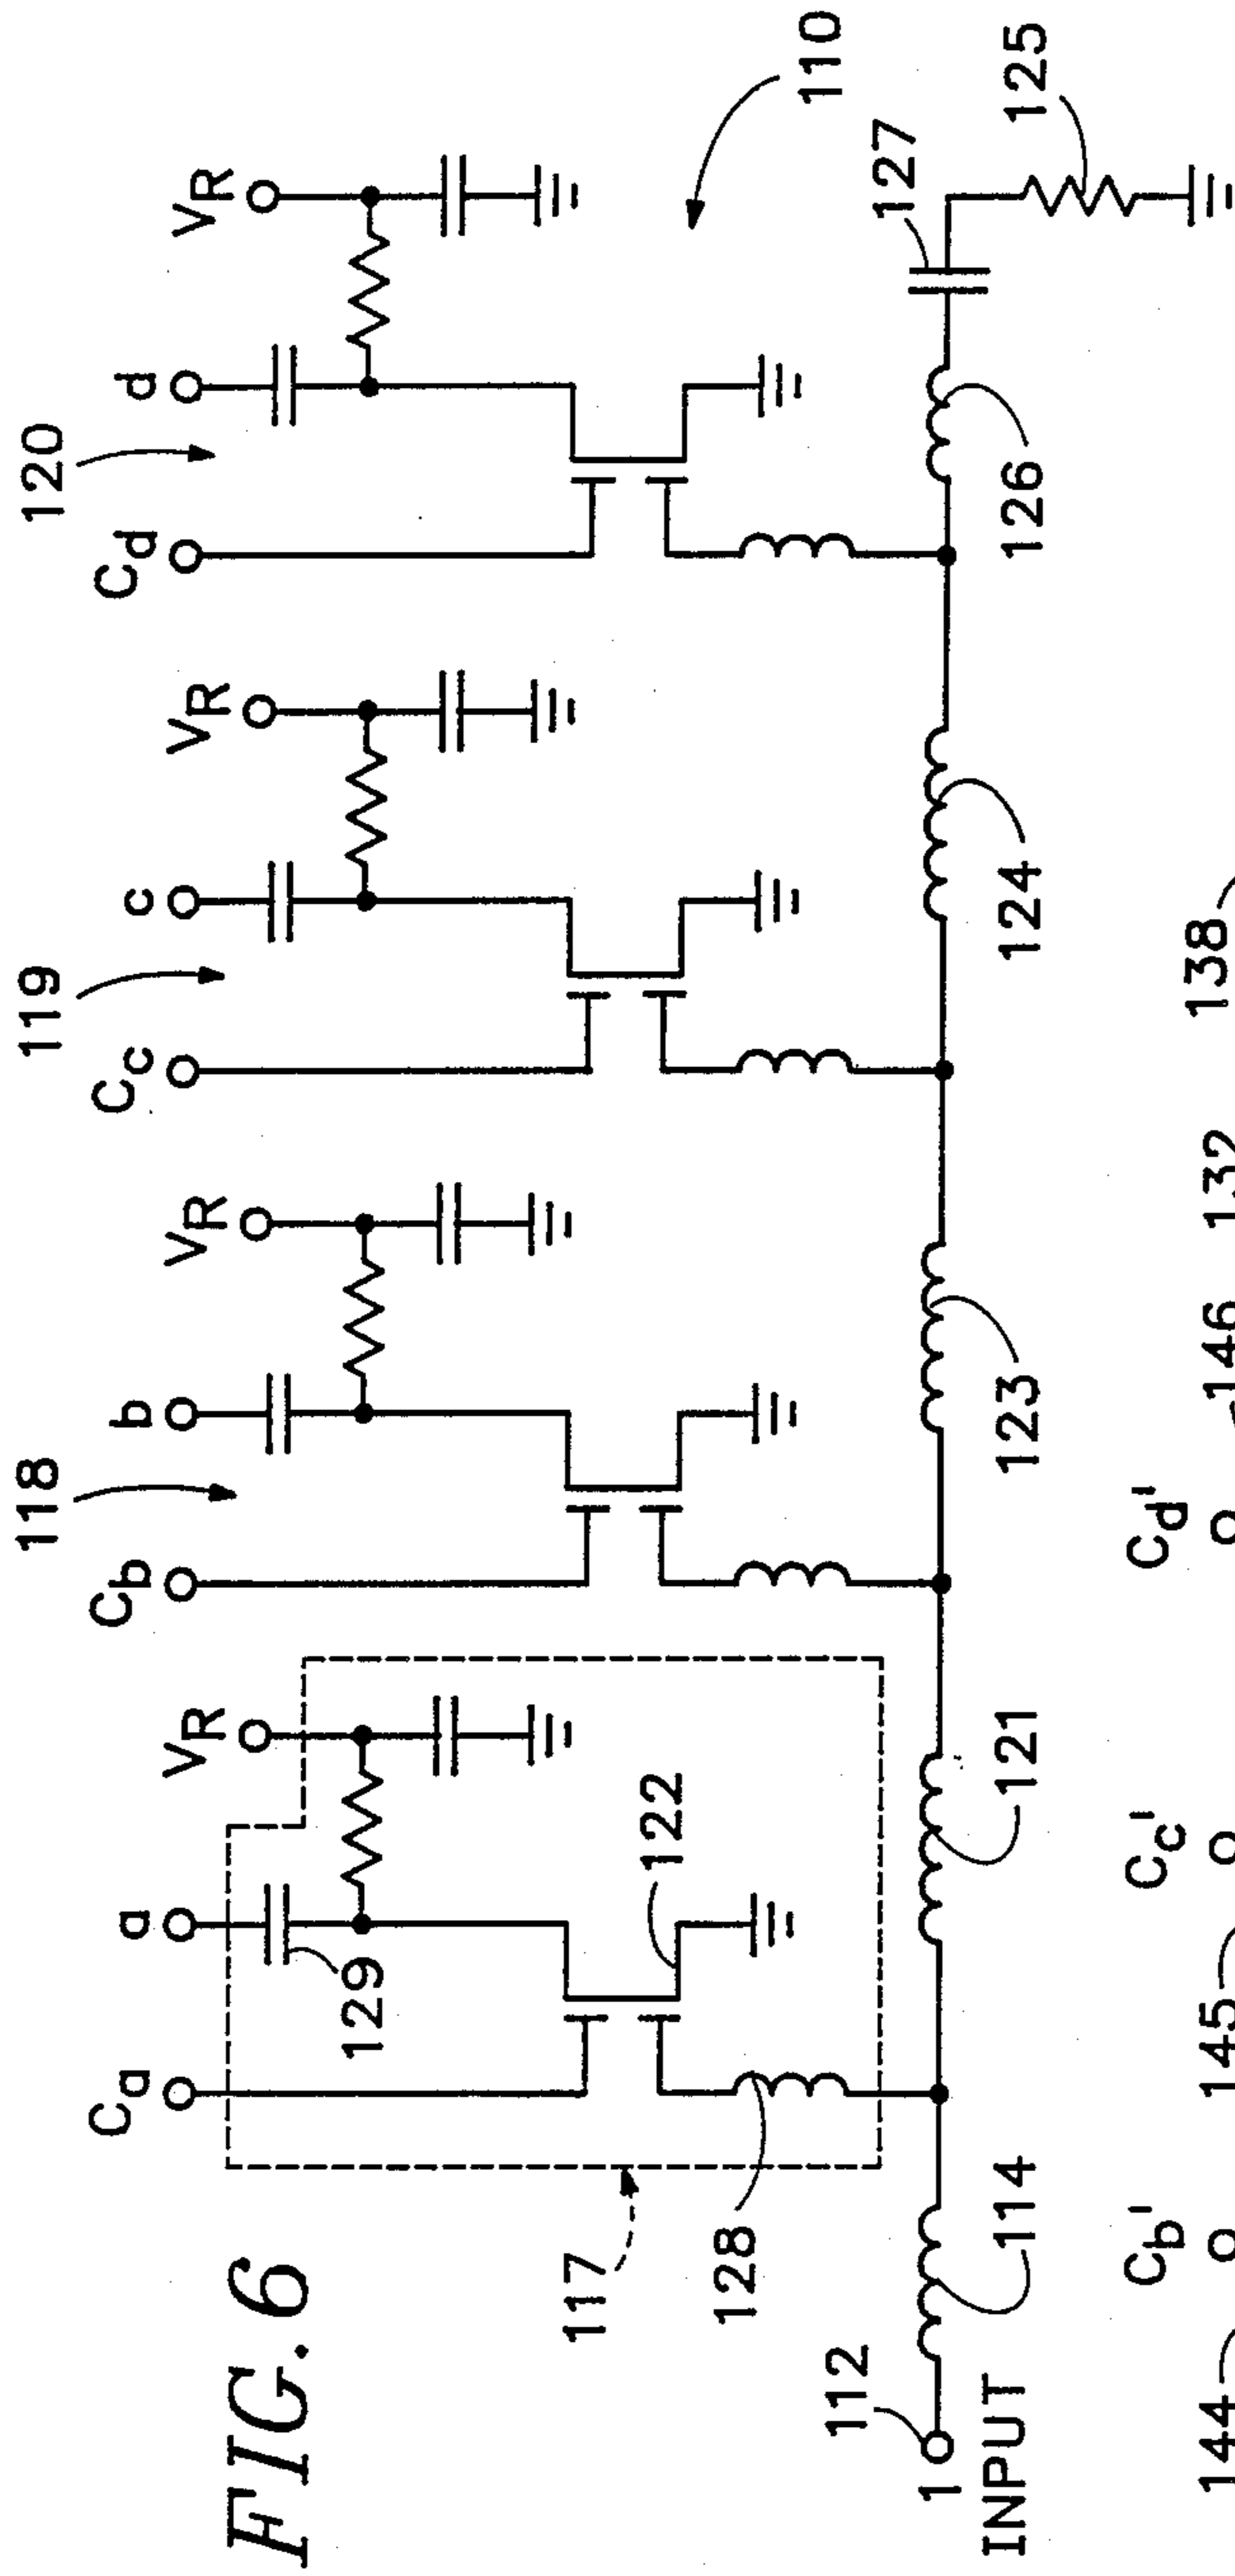 FIG. 6
118
119
120
Ca
a
VR
Cb
b
VR
Cc
c
VR
Cd
d
VR
110
117
129
122
128
127
125
112
1
INPUT
114
121
123
124
126
144
Cb'
145
Cc'
146
Cd'
132
138